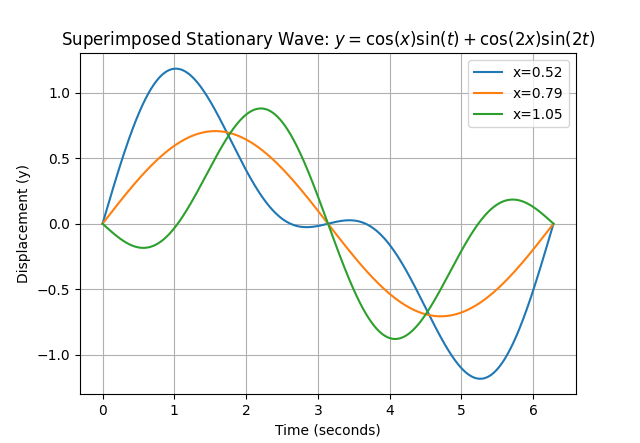 Superimposed Stationary Wave: y = cos(x)sin(t) + cos(2x)sin(2t)
x=0.52
x=0.79
x=1.05
1.0
0.5
0.0
−0.5
−1.0
Displacement (y)
0 1 2 3 4 5 6
Time (seconds)